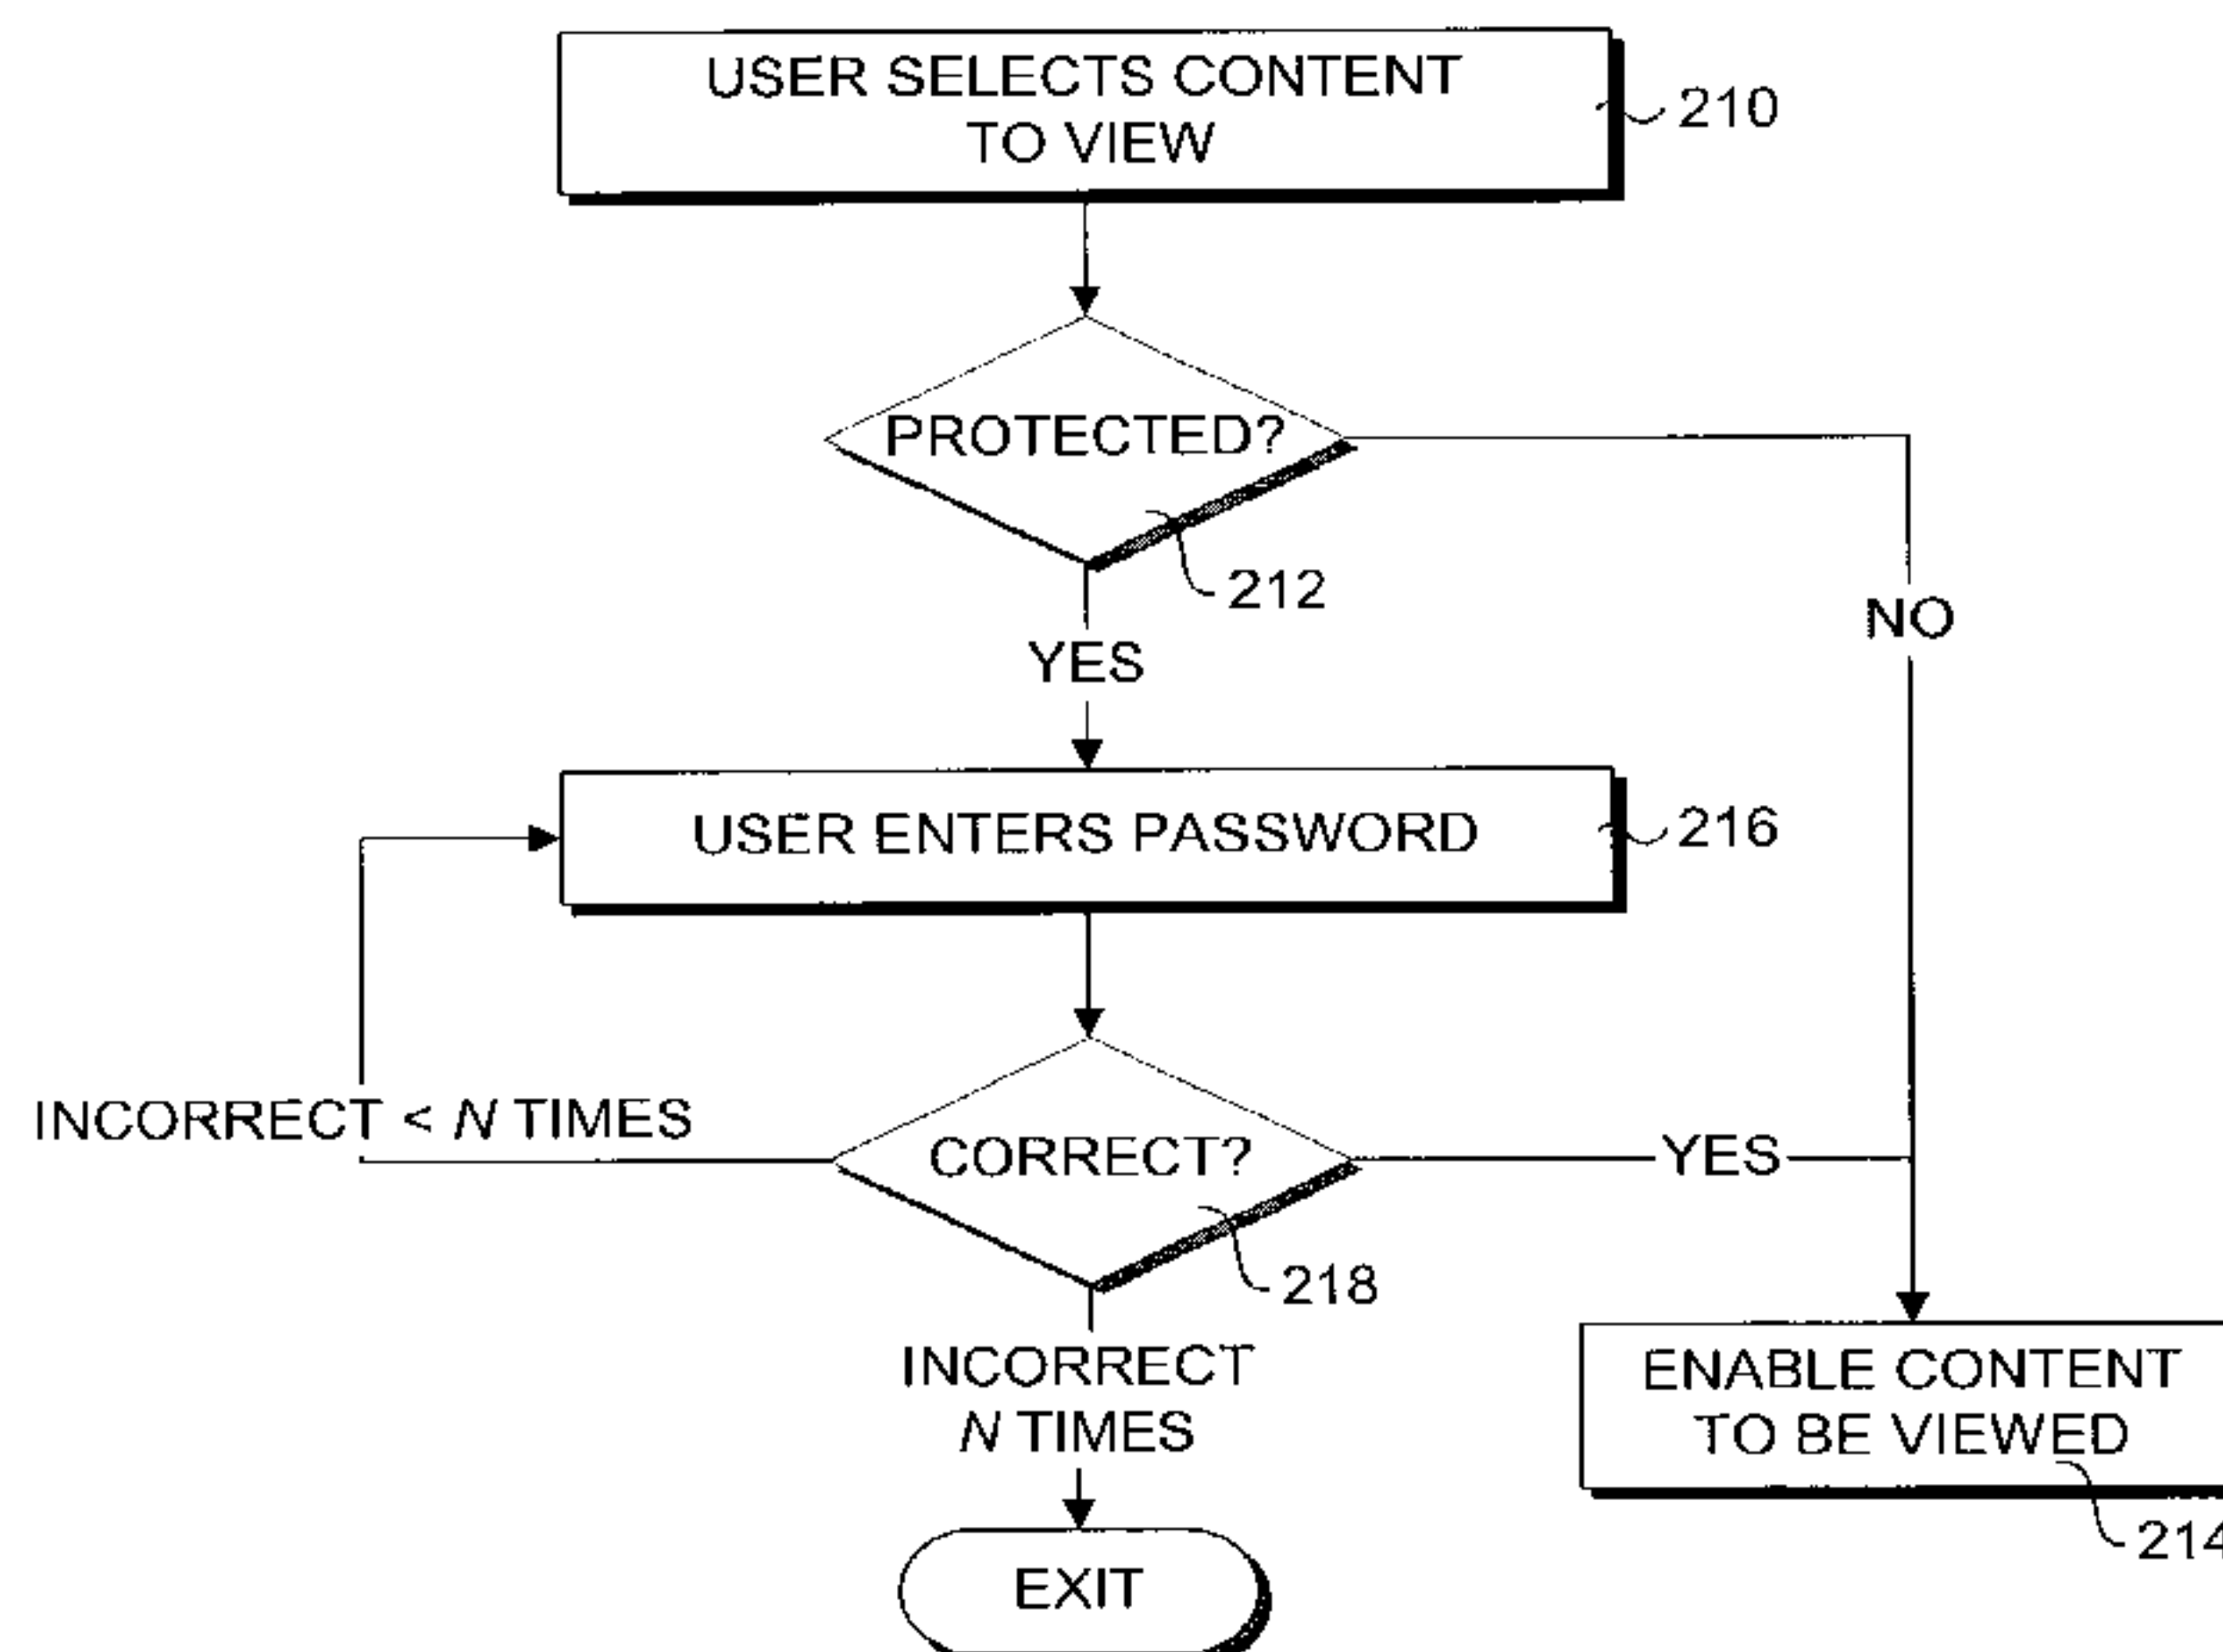 USER SELECTS CONTENT
TO VIEW
210
PROTECTED?
212
NO
YES
USER ENTERS PASSWORD
216
INCORRECT < N TIMES
CORRECT?
YES
218
INCORRECT
N TIMES
ENABLE CONTENT
TO BE VIEWED
214
EXIT